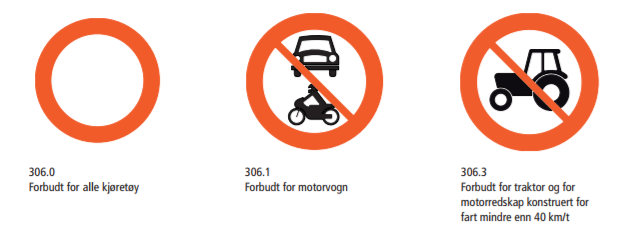 306.0
Forbudt for alle kjøretøy
306.1
Forbudt for motorvogn
306.3
Forbudt for traktor og for
motorredskap konstruert for
fart mindre enn 40 km/t